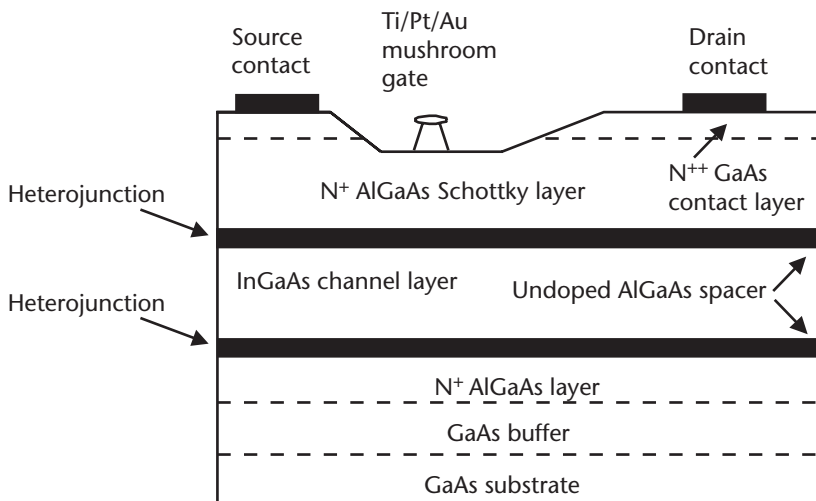 Source
contact
Ti/Pt/Au
mushroom
gate
Drain
contact
N++ GaAs
contact layer
N+ AlGaAs Schottky layer
Heterojunction
InGaAs channel layer
Undoped AlGaAs spacer
Heterojunction
N+ AlGaAs layer
GaAs buffer
GaAs substrate